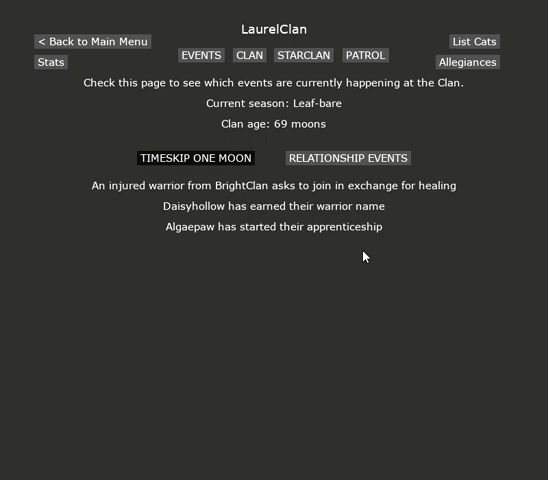 LaurelClan
< Back to Main Menu
List Cats
EVENTS
CLAN
STARCLAN
PATROL
Stats
Allegiances
Check this page to see which events are currently happening at the Clan.
Current season: Leaf-bare
Clan age: 69 moons
TIMESKIP ONE MOON
RELATIONSHIP EVENTS
An injured warrior from BrightClan asks to join in exchange for healing
Daisyhollow has earned their warrior name
Algaepaw has started their apprenticeship